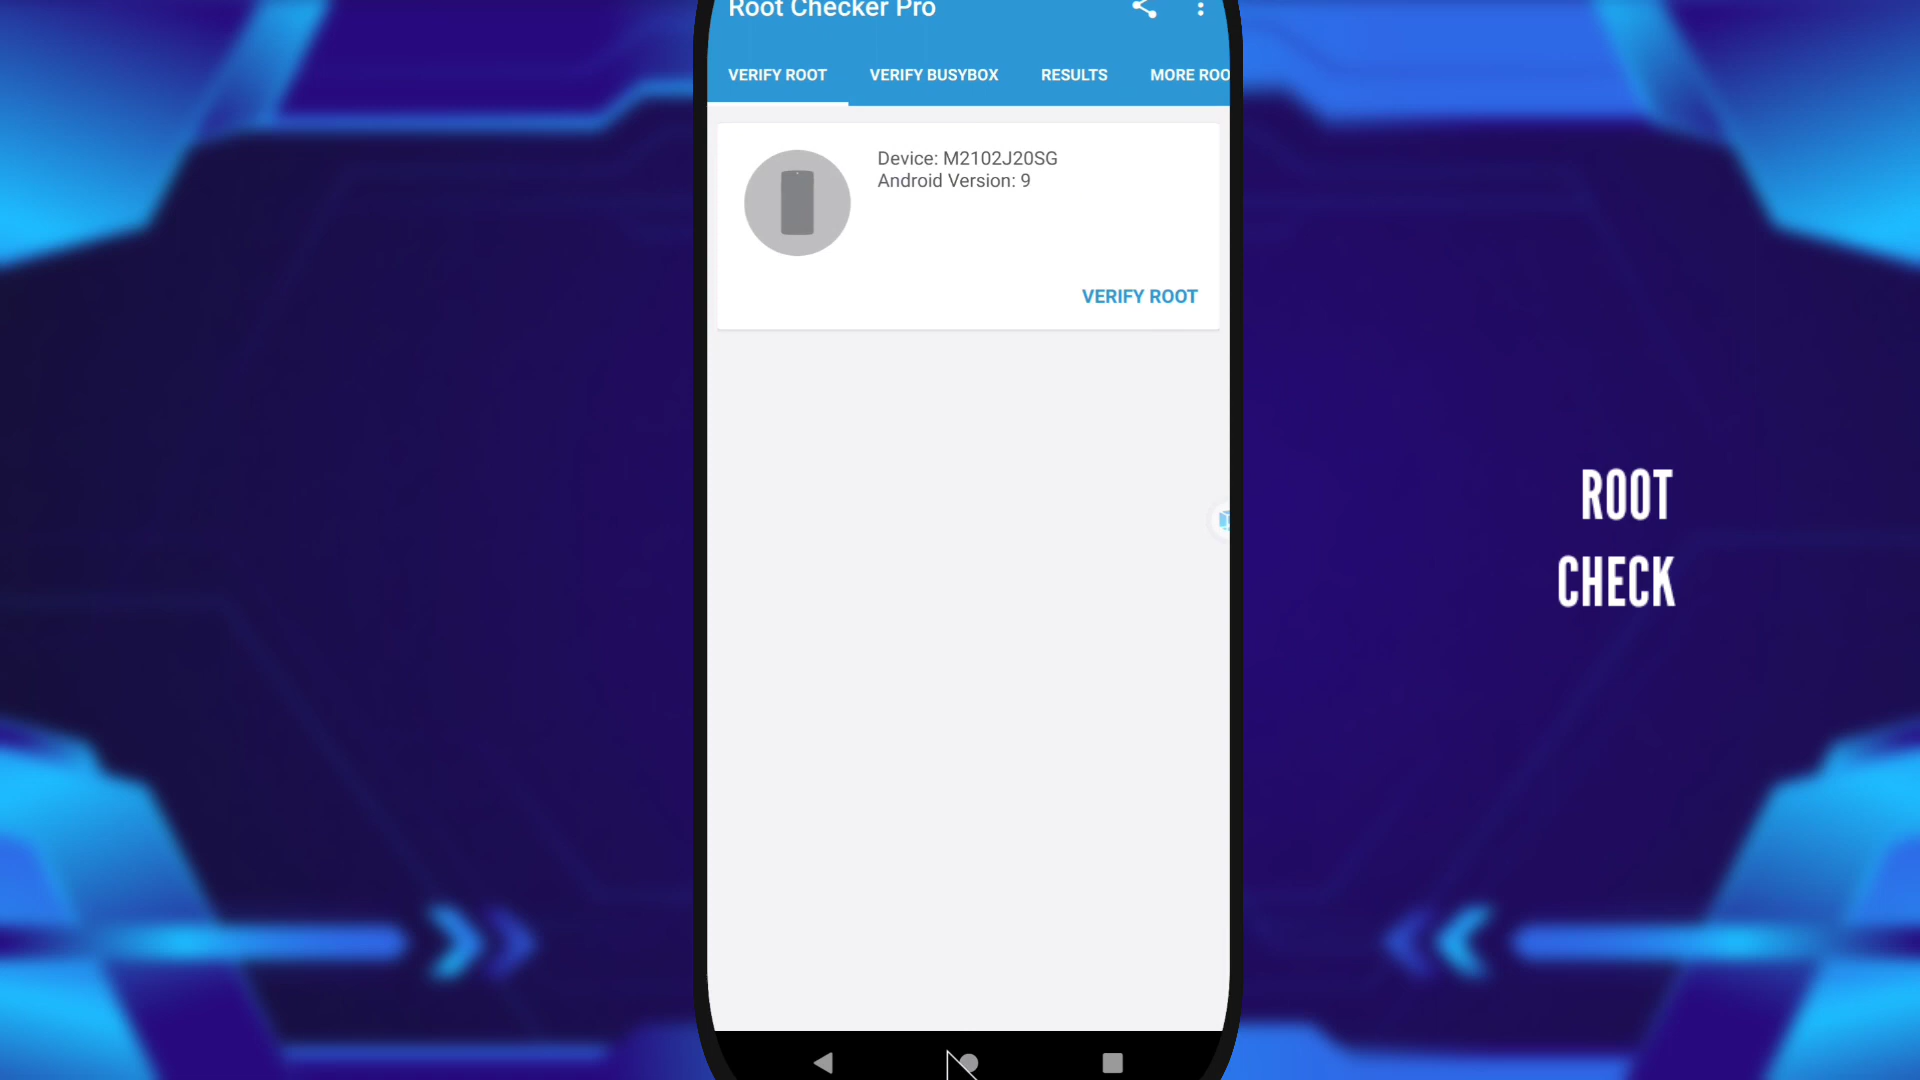 Root Checker Pro
VERIFY ROOT VERIFY BUSYBOX RESULTS MORE ROO
Device: M2102J20SG
Android Version: 9
VERIFY ROOT
ROOT
CHECK